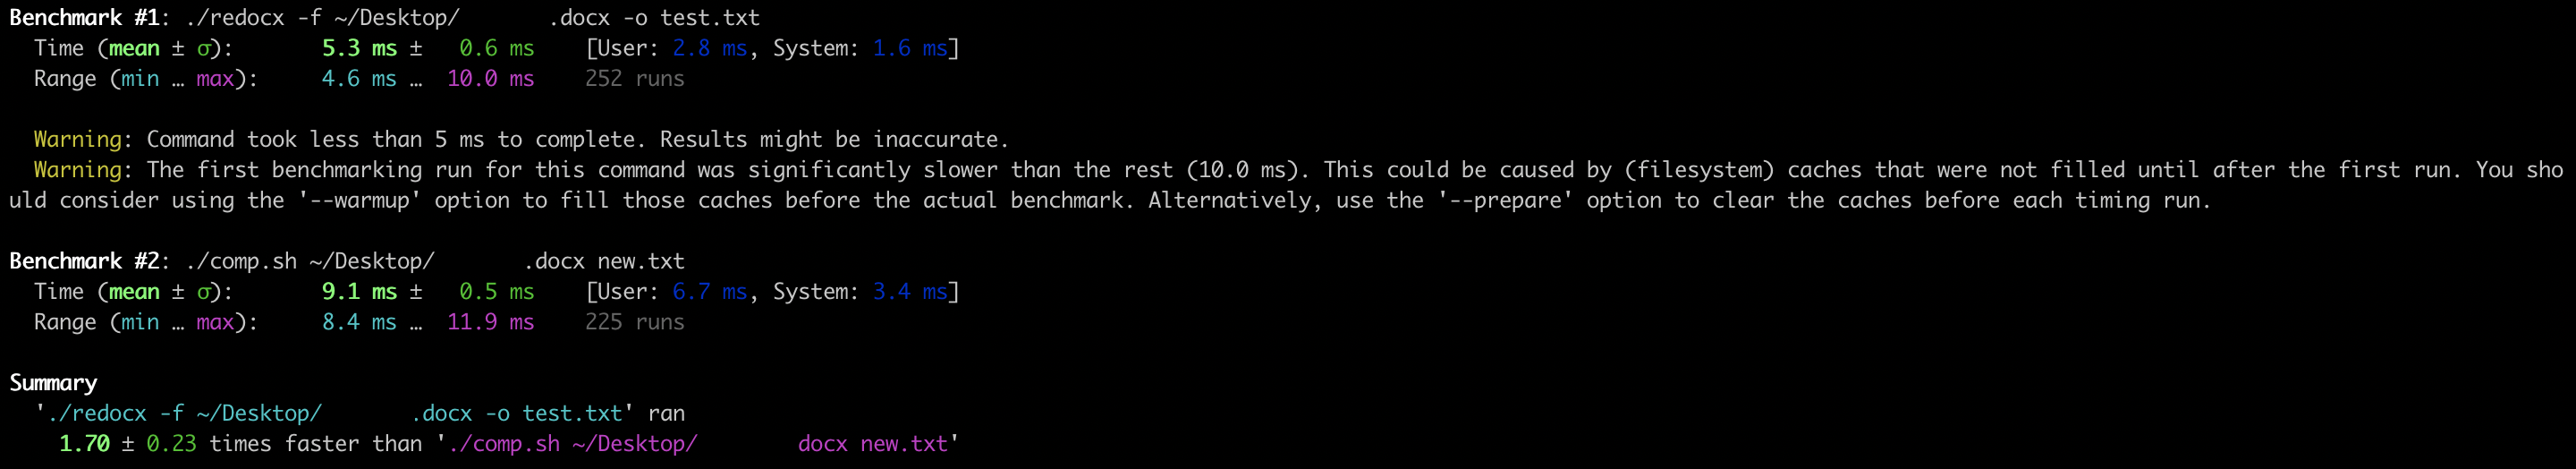 Benchmark #1: ./redocx -f ~/Desktop/       .docx -o test.txt
  Time (mean ± σ):       5.3 ms ±   0.6 ms    [User: 2.8 ms, System: 1.6 ms]
  Range (min … max):     4.6 ms …  10.0 ms    252 runs

  Warning: Command took less than 5 ms to complete. Results might be inaccurate.
  Warning: The first benchmarking run for this command was significantly slower than the rest (10.0 ms). This could be caused by (filesystem) caches that were not filled until after the first run. You sho
uld consider using the '--warmup' option to fill those caches before the actual benchmark. Alternatively, use the '--prepare' option to clear the caches before each timing run.

Benchmark #2: ./comp.sh ~/Desktop/       .docx new.txt
  Time (mean ± σ):       9.1 ms ±   0.5 ms    [User: 6.7 ms, System: 3.4 ms]
  Range (min … max):     8.4 ms …  11.9 ms    225 runs

Summary
  './redocx -f ~/Desktop/       .docx -o test.txt' ran
    1.70 ± 0.23 times faster than './comp.sh ~/Desktop/        docx new.txt'